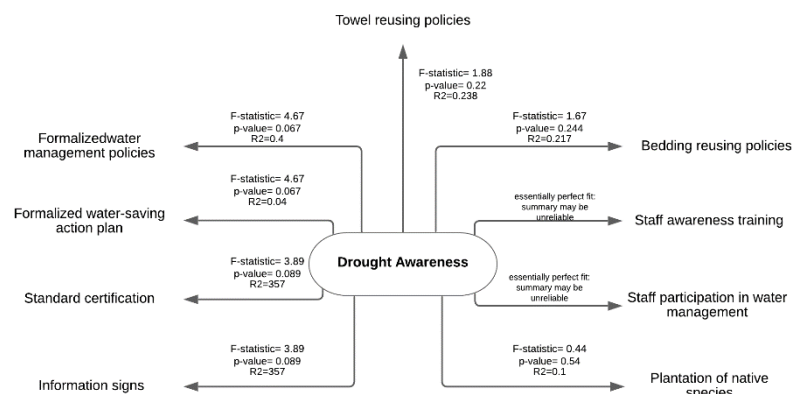 Towel reusing policies
F-statistic= 1.88
p-value= 0.22
R2=0.238
F-statistic= 4.67
p-value= 0.067
R2=0.4
Formalizedwater
management policies
F-statistic= 1.67
p-value= 0.244
R2=0.217
Bedding reusing policies
F-statistic= 4.67
p-value= 0.067
R2=0.04
Formalized water-saving
action plan
essentially perfect fit:
summary may be
unreliable
Staff awareness training
Drought Awareness
F-statistic= 3.89
p-value= 0.089
R2=357
Standard certification
essentially perfect fit:
summary may be
unreliable
Staff participation in water
management
F-statistic= 3.89
p-value= 0.089
R2=357
Information signs
F-statistic= 0.44
p-value= 0.54
R2=0.1
Plantation of native
species